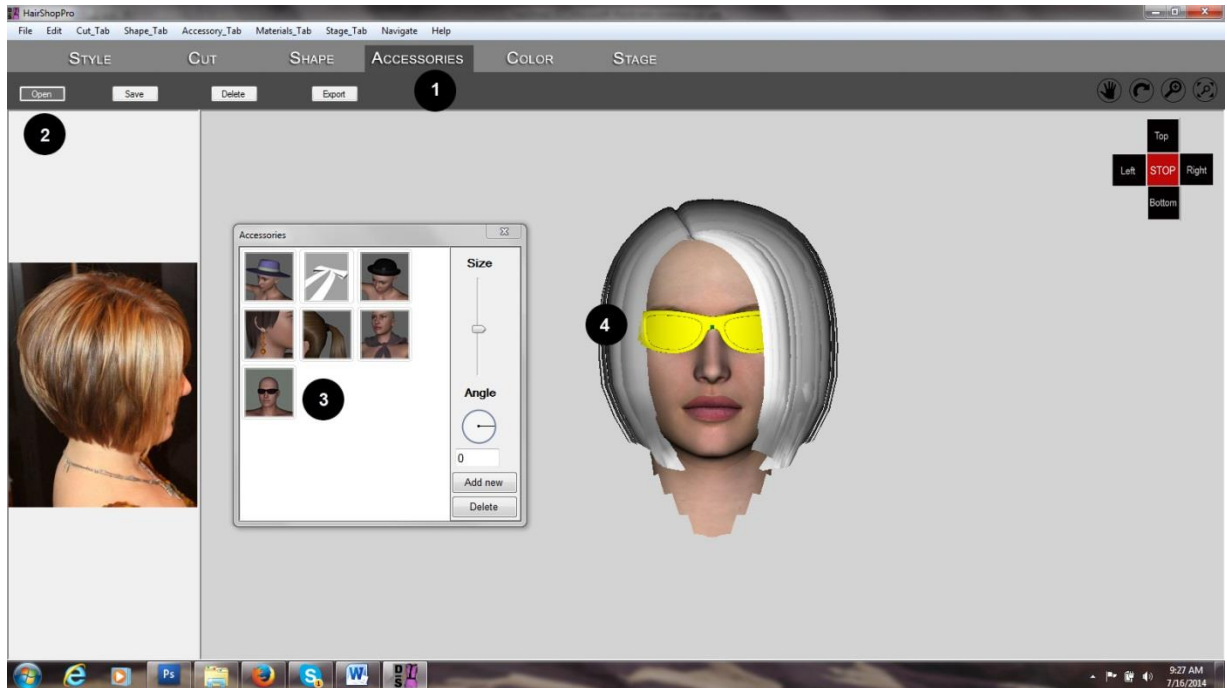 HairShopPro
File Edit Cut_Tab Shape_Tab Accessory_Tab Materials_Tab Stage_Tab Navigate Help
STYLE CUT SHAPE ACCESSORIES COLOR STAGE
Open Save Delete Export
1
2
Top
Left STOP Right
Bottom
Accessories
Size
3
Angle
0
Add new
Delete
4
Ps S W D S
9:27 AM
7/16/2014